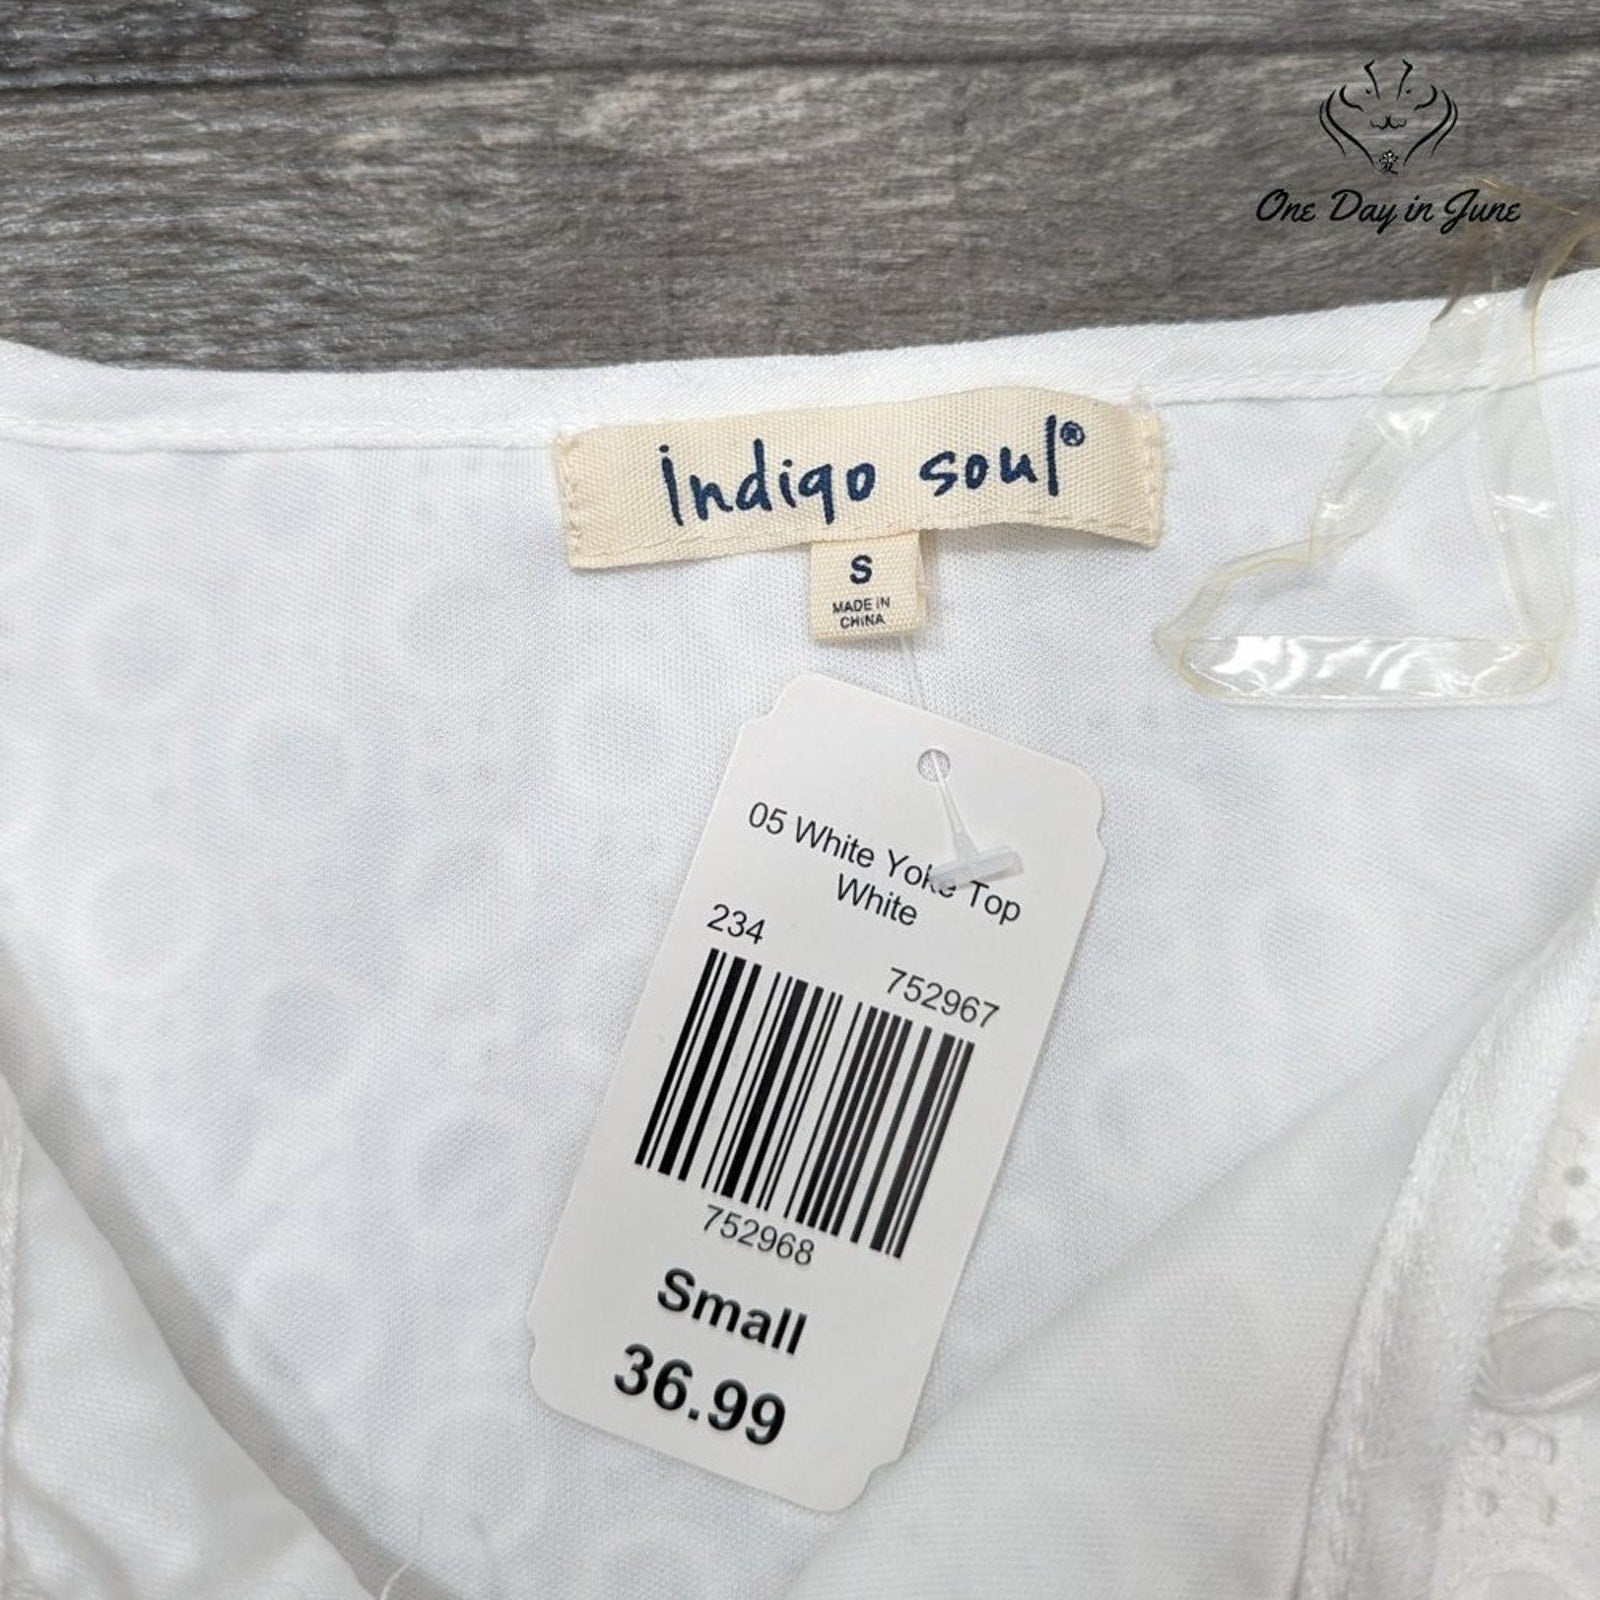 One Day in June
indigo soul®
S
MADE IN
CHINA
05 White Yoke Top
White
234
752967
752968
Small
36.99